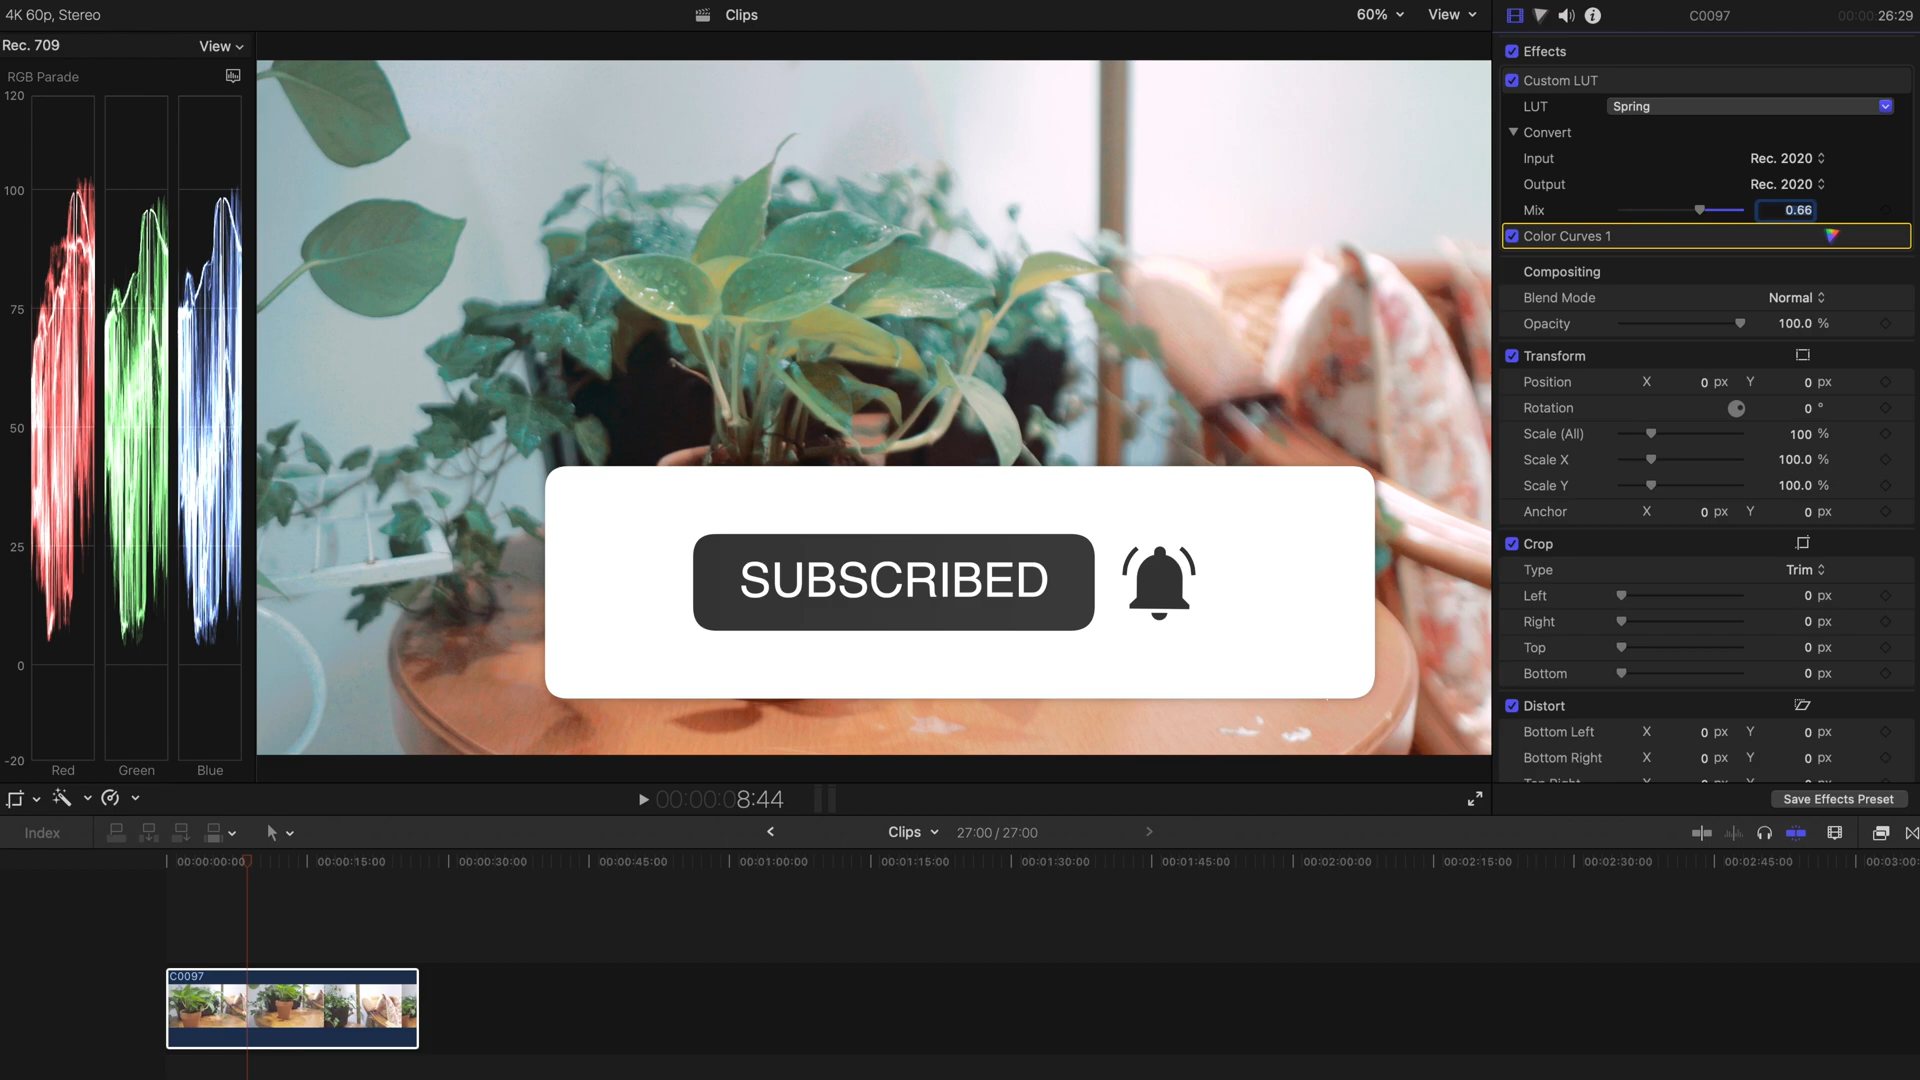 4K 60p, Stereo
Clips
60%
View
C0097
00:00:26:29
Rec. 709
View
RGB Parade
120
100
75
50
25
0
-20
Red
Green
Blue
SUBSCRIBED
Effects
Custom LUT
LUT
Spring
Convert
Input
Rec. 2020
Output
Rec. 2020
Mix
0.66
Color Curves 1
Compositing
Blend Mode
Normal
Opacity
100.0 %
Transform
Position
X
0 px
Y
0 px
Rotation
0 °
Scale (All)
100 %
Scale X
100.0 %
Scale Y
100.0 %
Anchor
X
0 px
Y
0 px
Crop
Type
Trim
Left
0 px
Right
0 px
Top
0 px
Bottom
0 px
Distort
Bottom Left
X
0 px
Y
0 px
Bottom Right
X
0 px
Y
0 px
Top Right
X
Y
Save Effects Preset
00:00:08:44
Index
Clips
27:00 / 27:00
00:00:00:00
00:00:15:00
00:00:30:00
00:00:45:00
00:01:00:00
00:01:15:00
00:01:30:00
00:01:45:00
00:02:00:00
00:02:15:00
00:02:30:00
00:02:45:00
00:03:00:
C0097